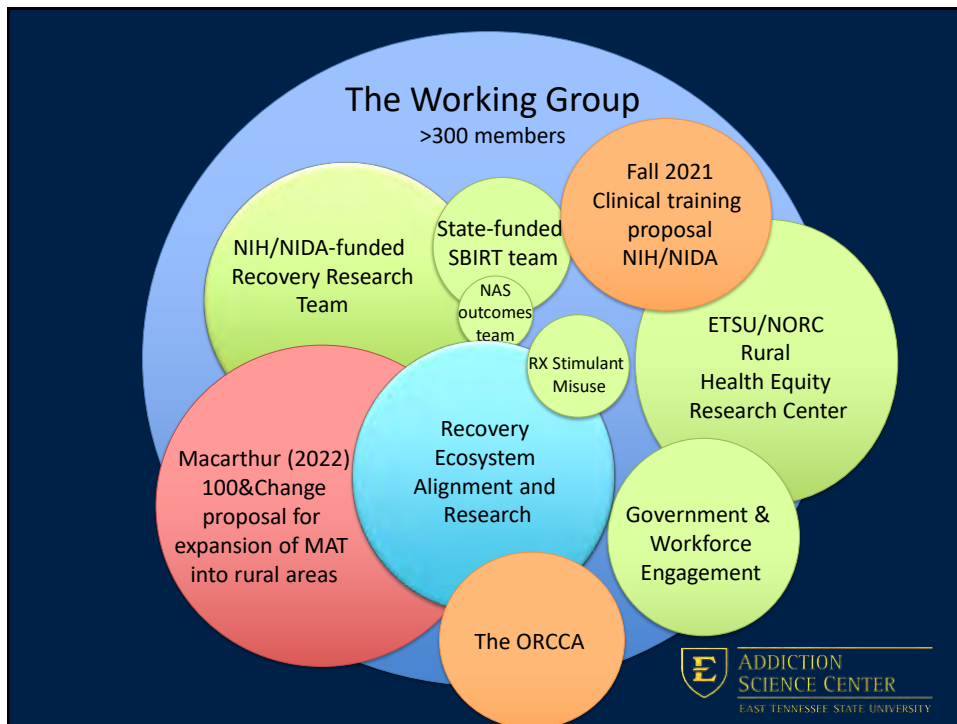 The Working Group
>300 members
Fall 2021
Clinical training
proposal
NIH/NIDA
NIH/NIDA-funded
Recovery Research
Team
State-funded
SBIRT team
NAS
outcomes
team
RX Stimulant
Misuse
ETSU/NORC
Rural
Health Equity
Research Center
Macarthur (2022)
100&Change
proposal for
expansion of MAT
into rural areas
Recovery
Ecosystem
Alignment and
Research
Government &
Workforce
Engagement
The ORCCA
E
ADDICTION
SCIENCE CENTER
EAST TENNESSEE STATE UNIVERSITY